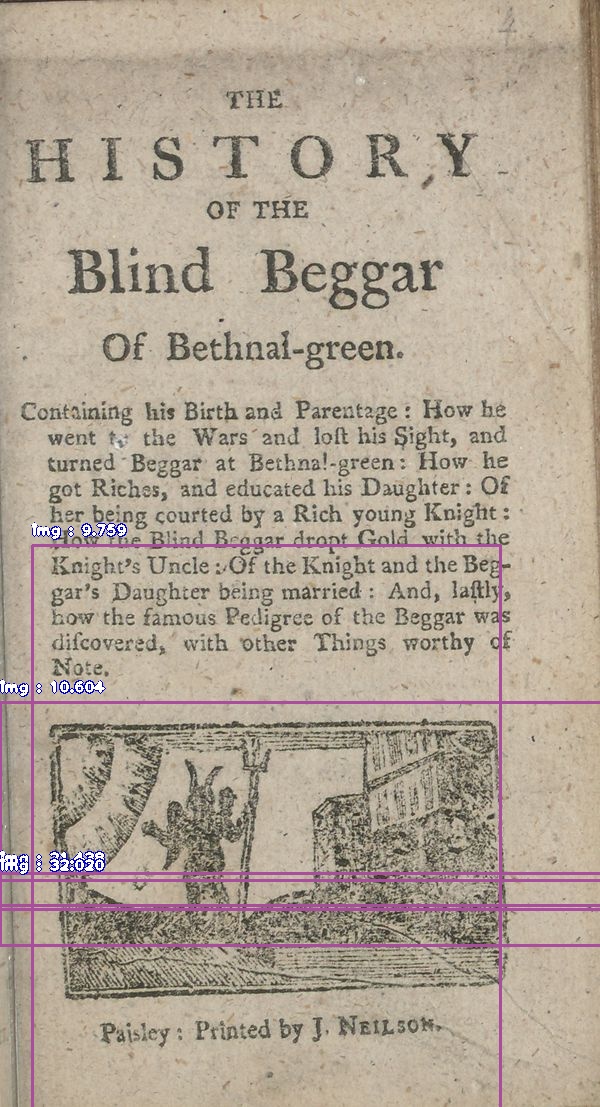 4
THE
HISTORY
OF THE
Blind Beggar
Of Bethnal-green.
Containing his Birth and Parentage : How he
went to the Wars and loſt his Sight, and
turned Beggar at Bethnal-green : How he
got Riches, and educated his Daughter : Of
her being courted by a Rich young Knight :
img : 9.759
How the Blind Beggar dropt Gold with the
Knight's Uncle : Of the Knight and the Beg-
gar's Daughter being married : And, laſtly,
how the famous Pedigree of the Beggar was
diſcovered, with other Things worthy of
Note.
img : 10.604
img : 32.020
Paisley : Printed by J. NEILSON.